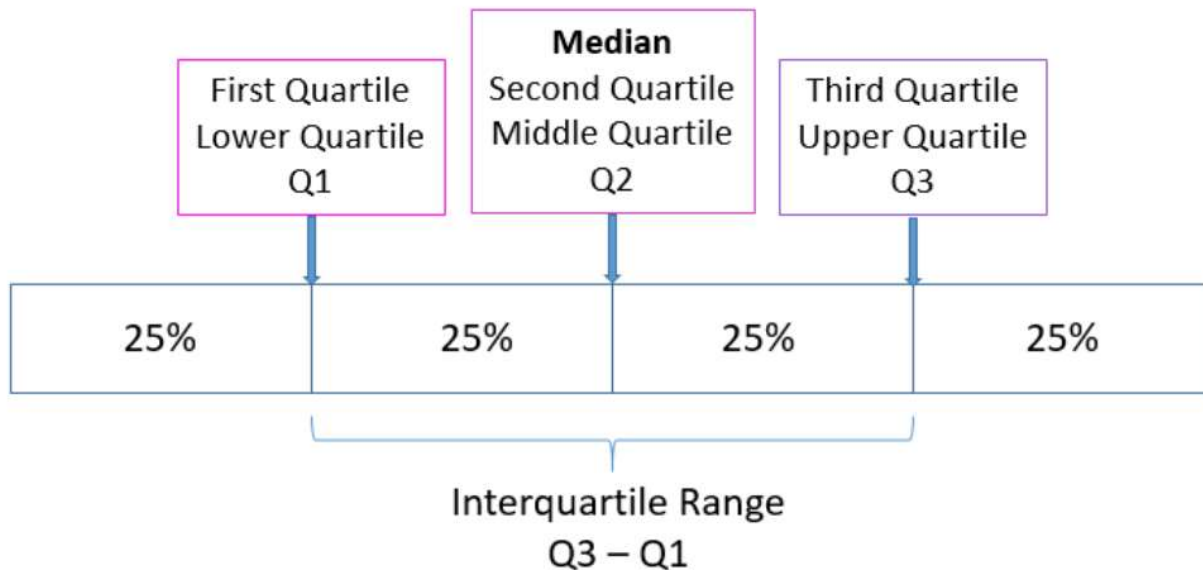 First Quartile
Lower Quartile
Q1
Median
Second Quartile
Middle Quartile
Q2
Third Quartile
Upper Quartile
Q3
25%
25%
25%
25%
Interquartile Range
Q3 – Q1